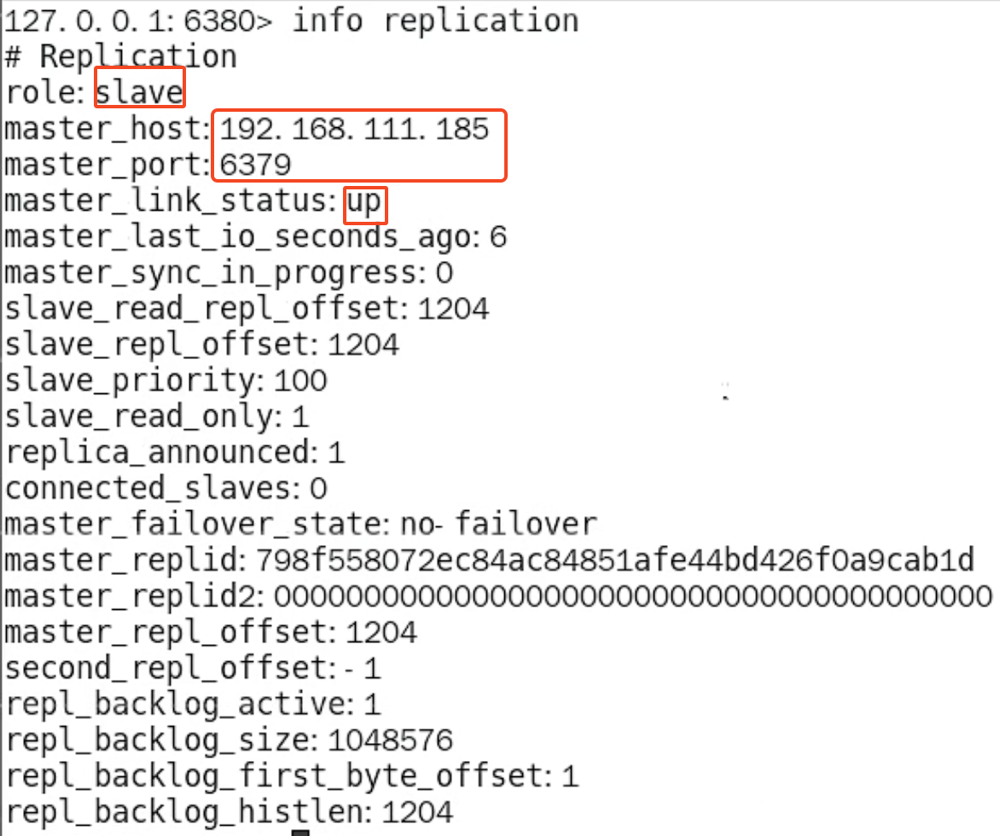 127.0.0.1:6380> info replication
# Replication
role:slave
master_host:192.168.111.185
master_port:6379
master_link_status:up
master_last_io_seconds_ago:6
master_sync_in_progress:0
slave_read_repl_offset:1204
slave_repl_offset:1204
slave_priority:100
slave_read_only:1
replica_announced:1
connected_slaves:0
master_failover_state:no-failover
master_replid:798f558072ec84ac84851afe44bd426f0a9cab1d
master_replid2:0000000000000000000000000000000000000000
master_repl_offset:1204
second_repl_offset:-1
repl_backlog_active:1
repl_backlog_size:1048576
repl_backlog_first_byte_offset:1
repl_backlog_histlen:1204